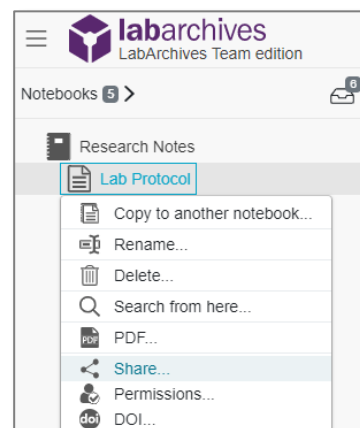 labarchives
LabArchives Team edition
Notebooks 5 >
6
Research Notes
Lab Protocol
Copy to another notebook...
Rename...
Delete...
Search from here...
PDF PDF...
Share...
Permissions...
doi DOI...